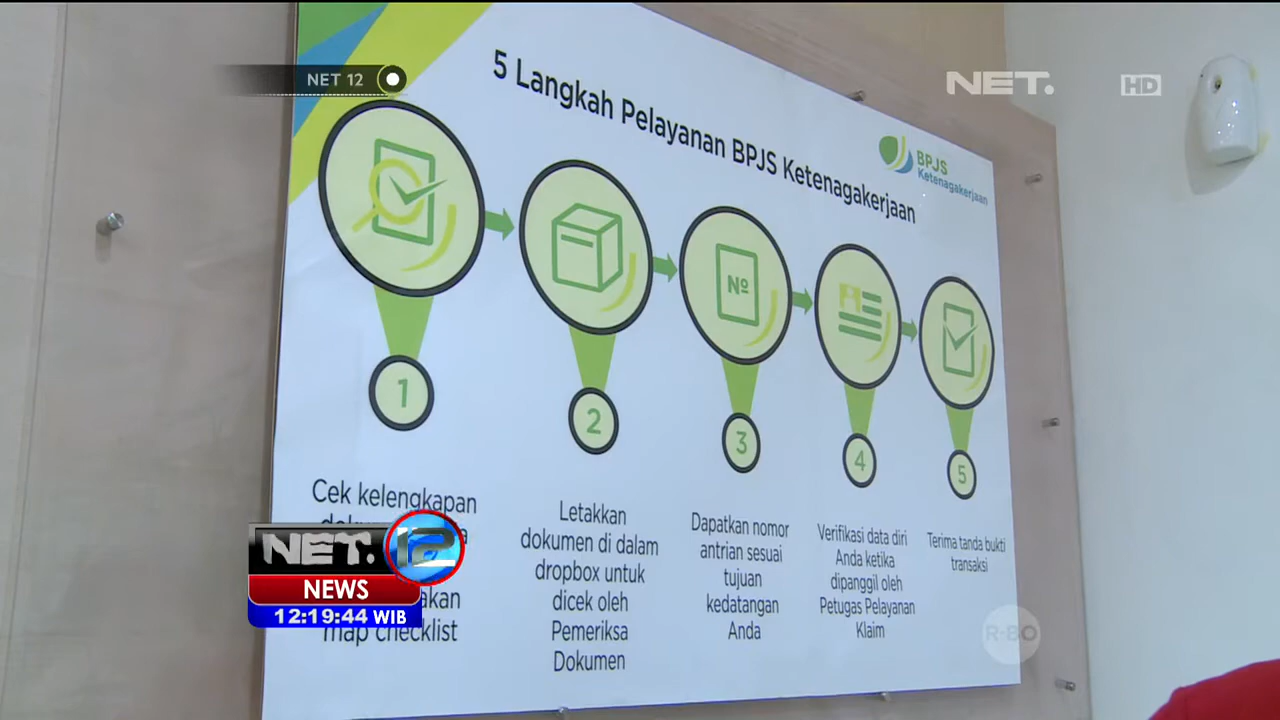 NET 12
NET.
HD
5 Langkah Pelayanan BPJS Ketenagakerjaan
BPJS
Ketenagakerjaan
Nº
1
2
3
4
5
Cek kelengkapan
map checklist
Letakkan
dokumen di dalam
dropbox untuk
dicek oleh
Pemeriksa
Dokumen
Dapatkan nomor
antrian sesuai
tujuan
kedatangan
Anda
Verifikasi data diri
Anda ketika
dipanggil oleh
Petugas Pelayanan
Klaim
Terima tanda bukti
transaksi
NET. 12
NEWS
12:19:44 WIB
R-BO